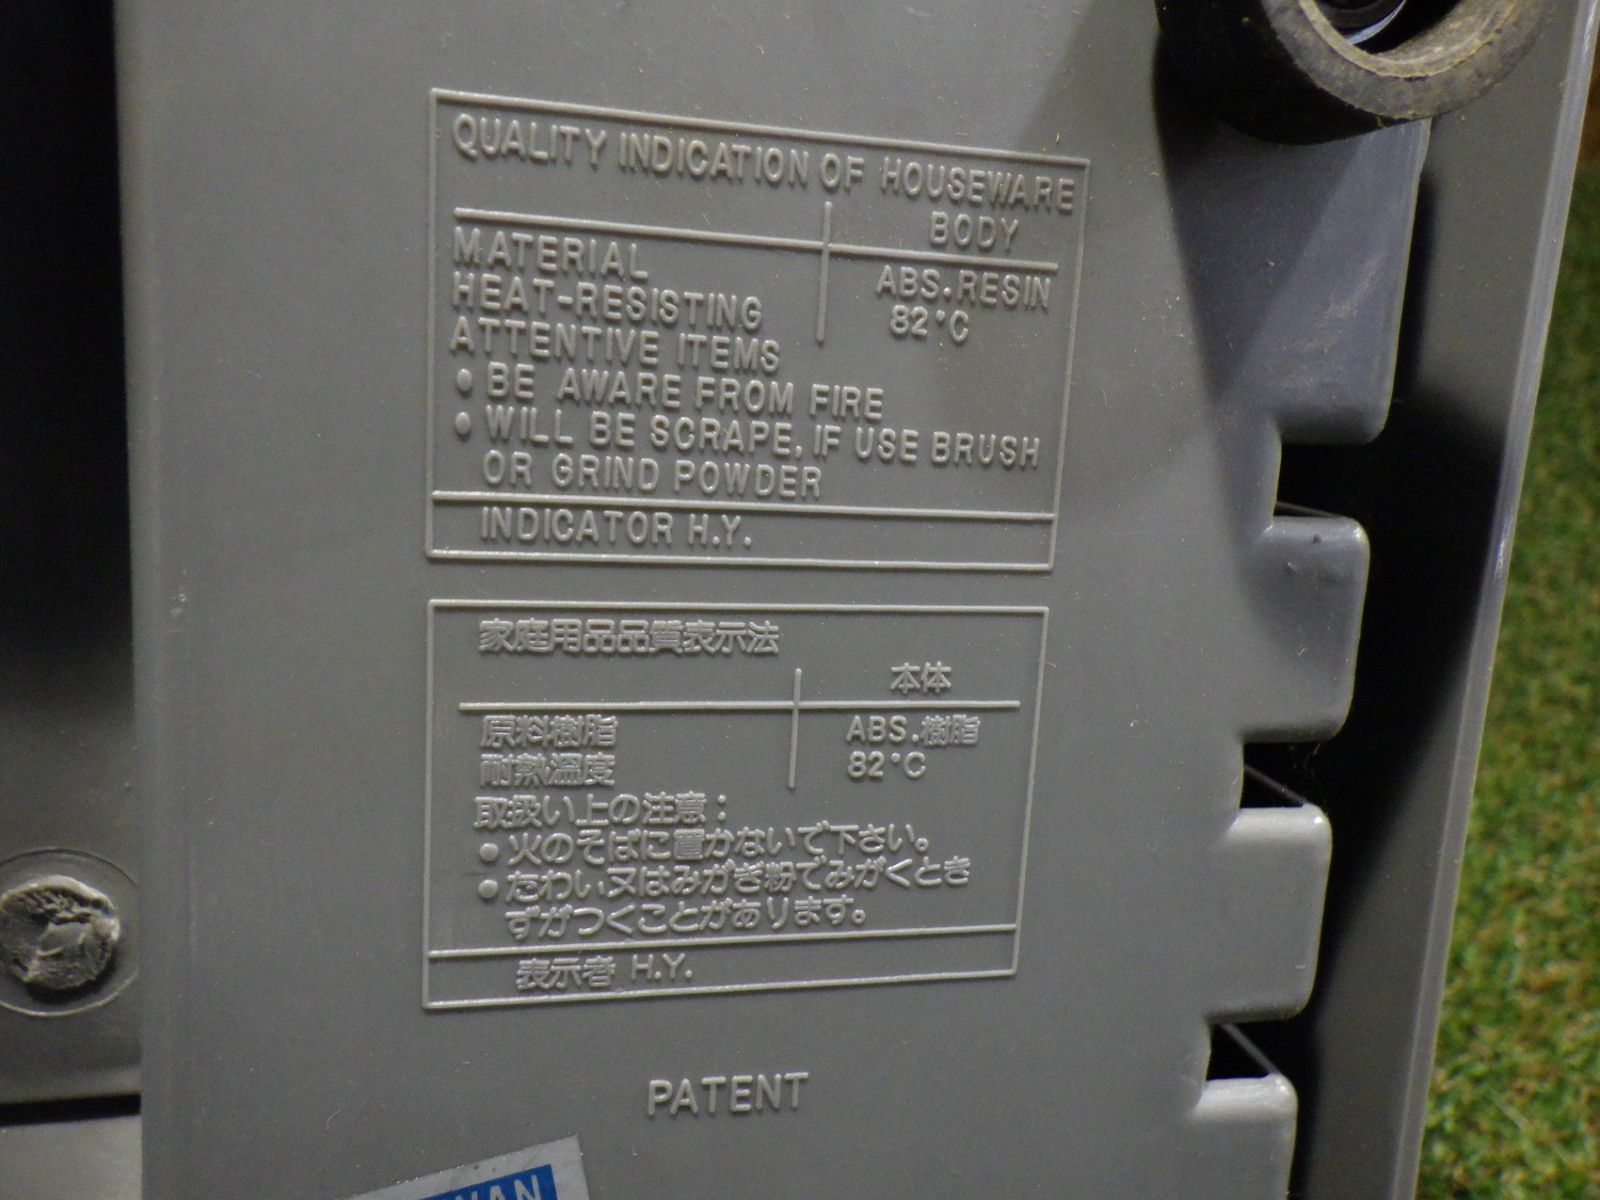 QUALITY INDICATION OF HOUSEWARE
BODY
MATERIAL ABS.RESIN
HEAT-RESISTING 82°C
ATTENTIVE ITEMS
• BE AWARE FROM FIRE
• WILL BE SCRAPE, IF USE BRUSH
OR GRIND POWDER
INDICATOR H.Y.
家庭用品品質表示法
本体
原料樹脂 ABS.樹脂
耐熱温度 82°C
取扱い上の注意:
• 火のそばに置かないで下さい。
• たわい又はみがき粉でみがくとき
ずがつくことがあります。
表示者 H.Y.
PATENT